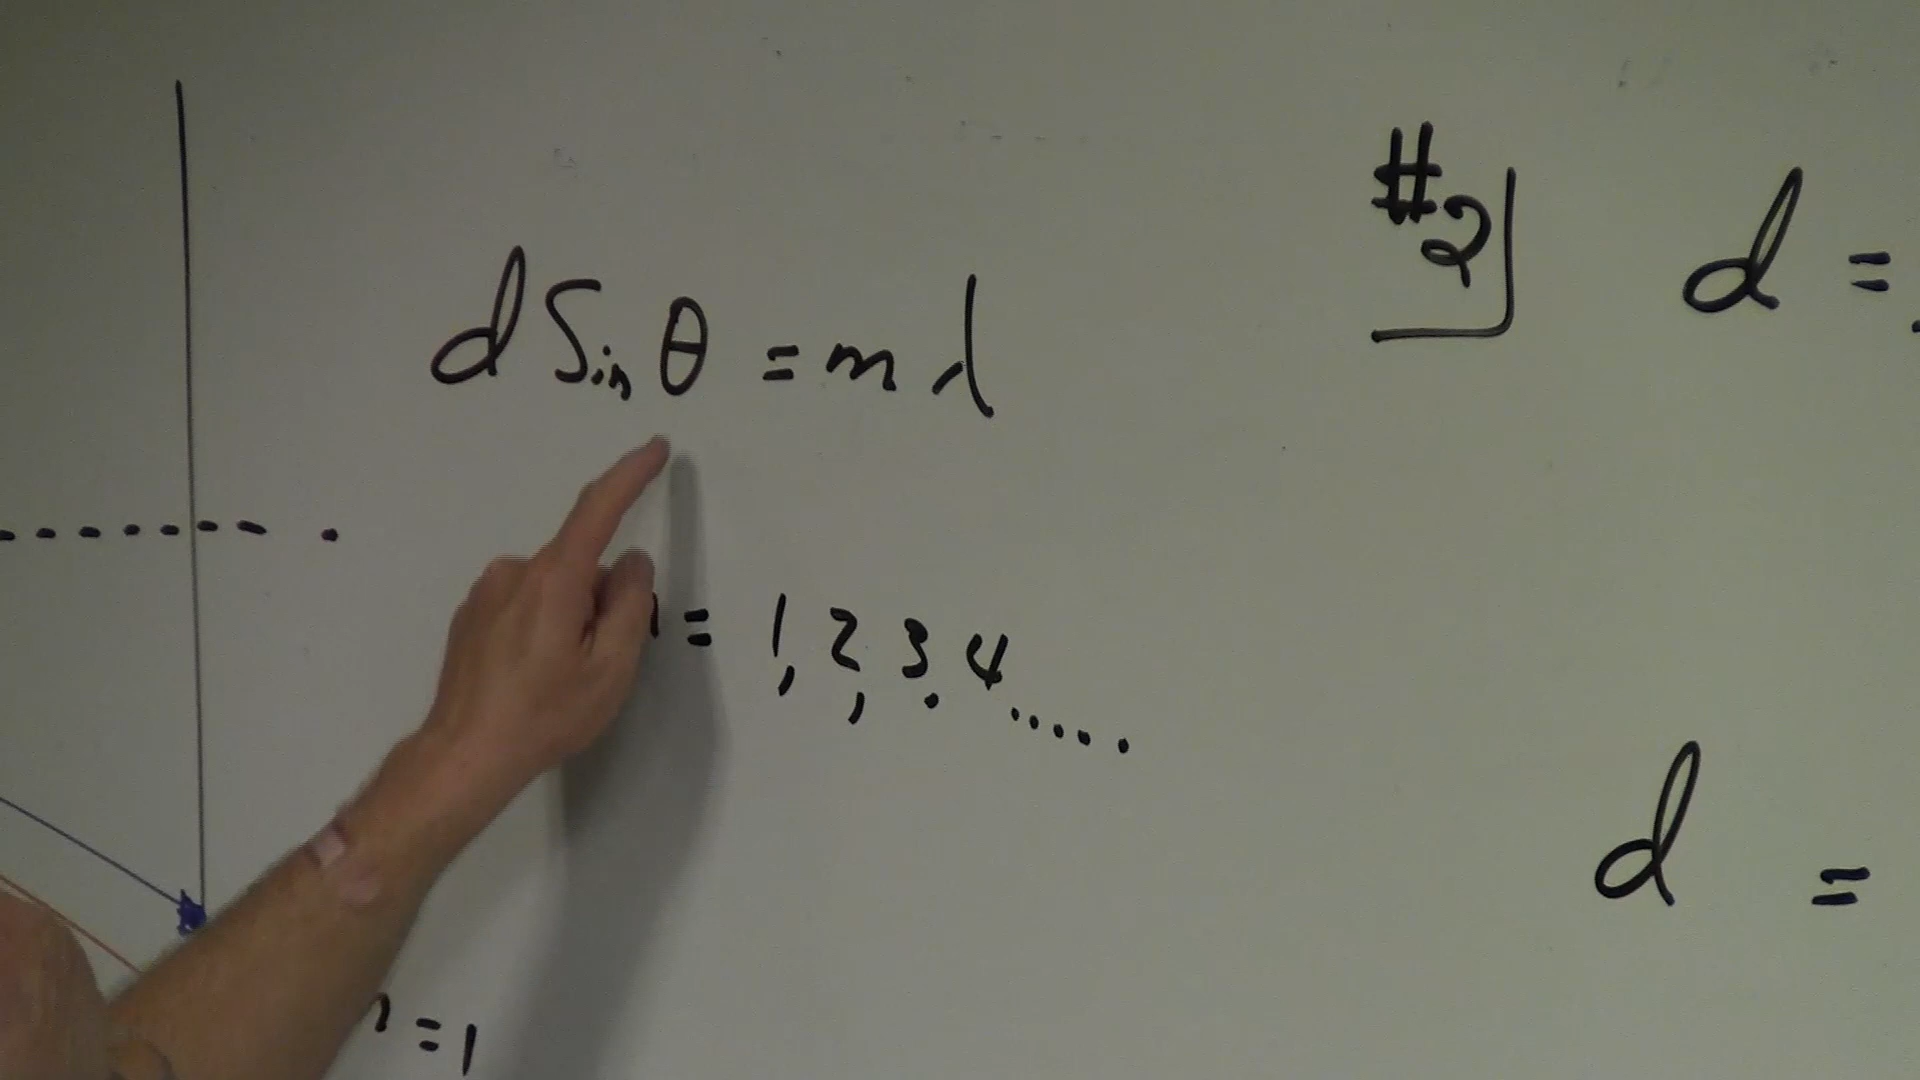 d Sin θ = m λ
= 1, 2, 3. 4 .....
= 1
#2
d =
d =